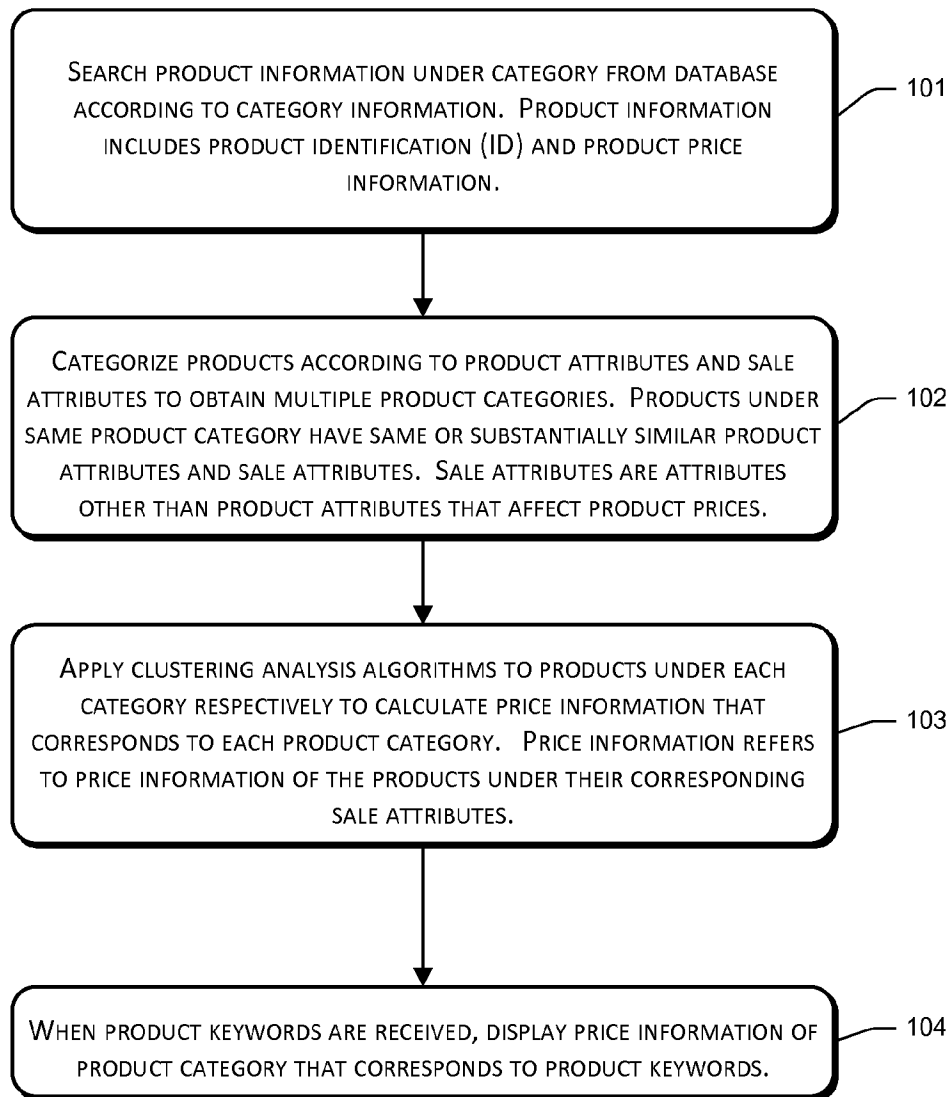 SEARCH PRODUCT INFORMATION UNDER CATEGORY FROM DATABASE
ACCORDING TO CATEGORY INFORMATION. PRODUCT INFORMATION
INCLUDES PRODUCT IDENTIFICATION (ID) AND PRODUCT PRICE
INFORMATION.
101
CATEGORIZE PRODUCTS ACCORDING TO PRODUCT ATTRIBUTES AND SALE
ATTRIBUTES TO OBTAIN MULTIPLE PRODUCT CATEGORIES. PRODUCTS UNDER
SAME PRODUCT CATEGORY HAVE SAME OR SUBSTANTIALLY SIMILAR PRODUCT
ATTRIBUTES AND SALE ATTRIBUTES. SALE ATTRIBUTES ARE ATTRIBUTES
OTHER THAN PRODUCT ATTRIBUTES THAT AFFECT PRODUCT PRICES.
102
APPLY CLUSTERING ANALYSIS ALGORITHMS TO PRODUCTS UNDER EACH
CATEGORY RESPECTIVELY TO CALCULATE PRICE INFORMATION THAT
CORRESPONDS TO EACH PRODUCT CATEGORY. PRICE INFORMATION REFERS
TO PRICE INFORMATION OF THE PRODUCTS UNDER THEIR CORRESPONDING
SALE ATTRIBUTES.
103
WHEN PRODUCT KEYWORDS ARE RECEIVED, DISPLAY PRICE INFORMATION OF
PRODUCT CATEGORY THAT CORRESPONDS TO PRODUCT KEYWORDS.
104